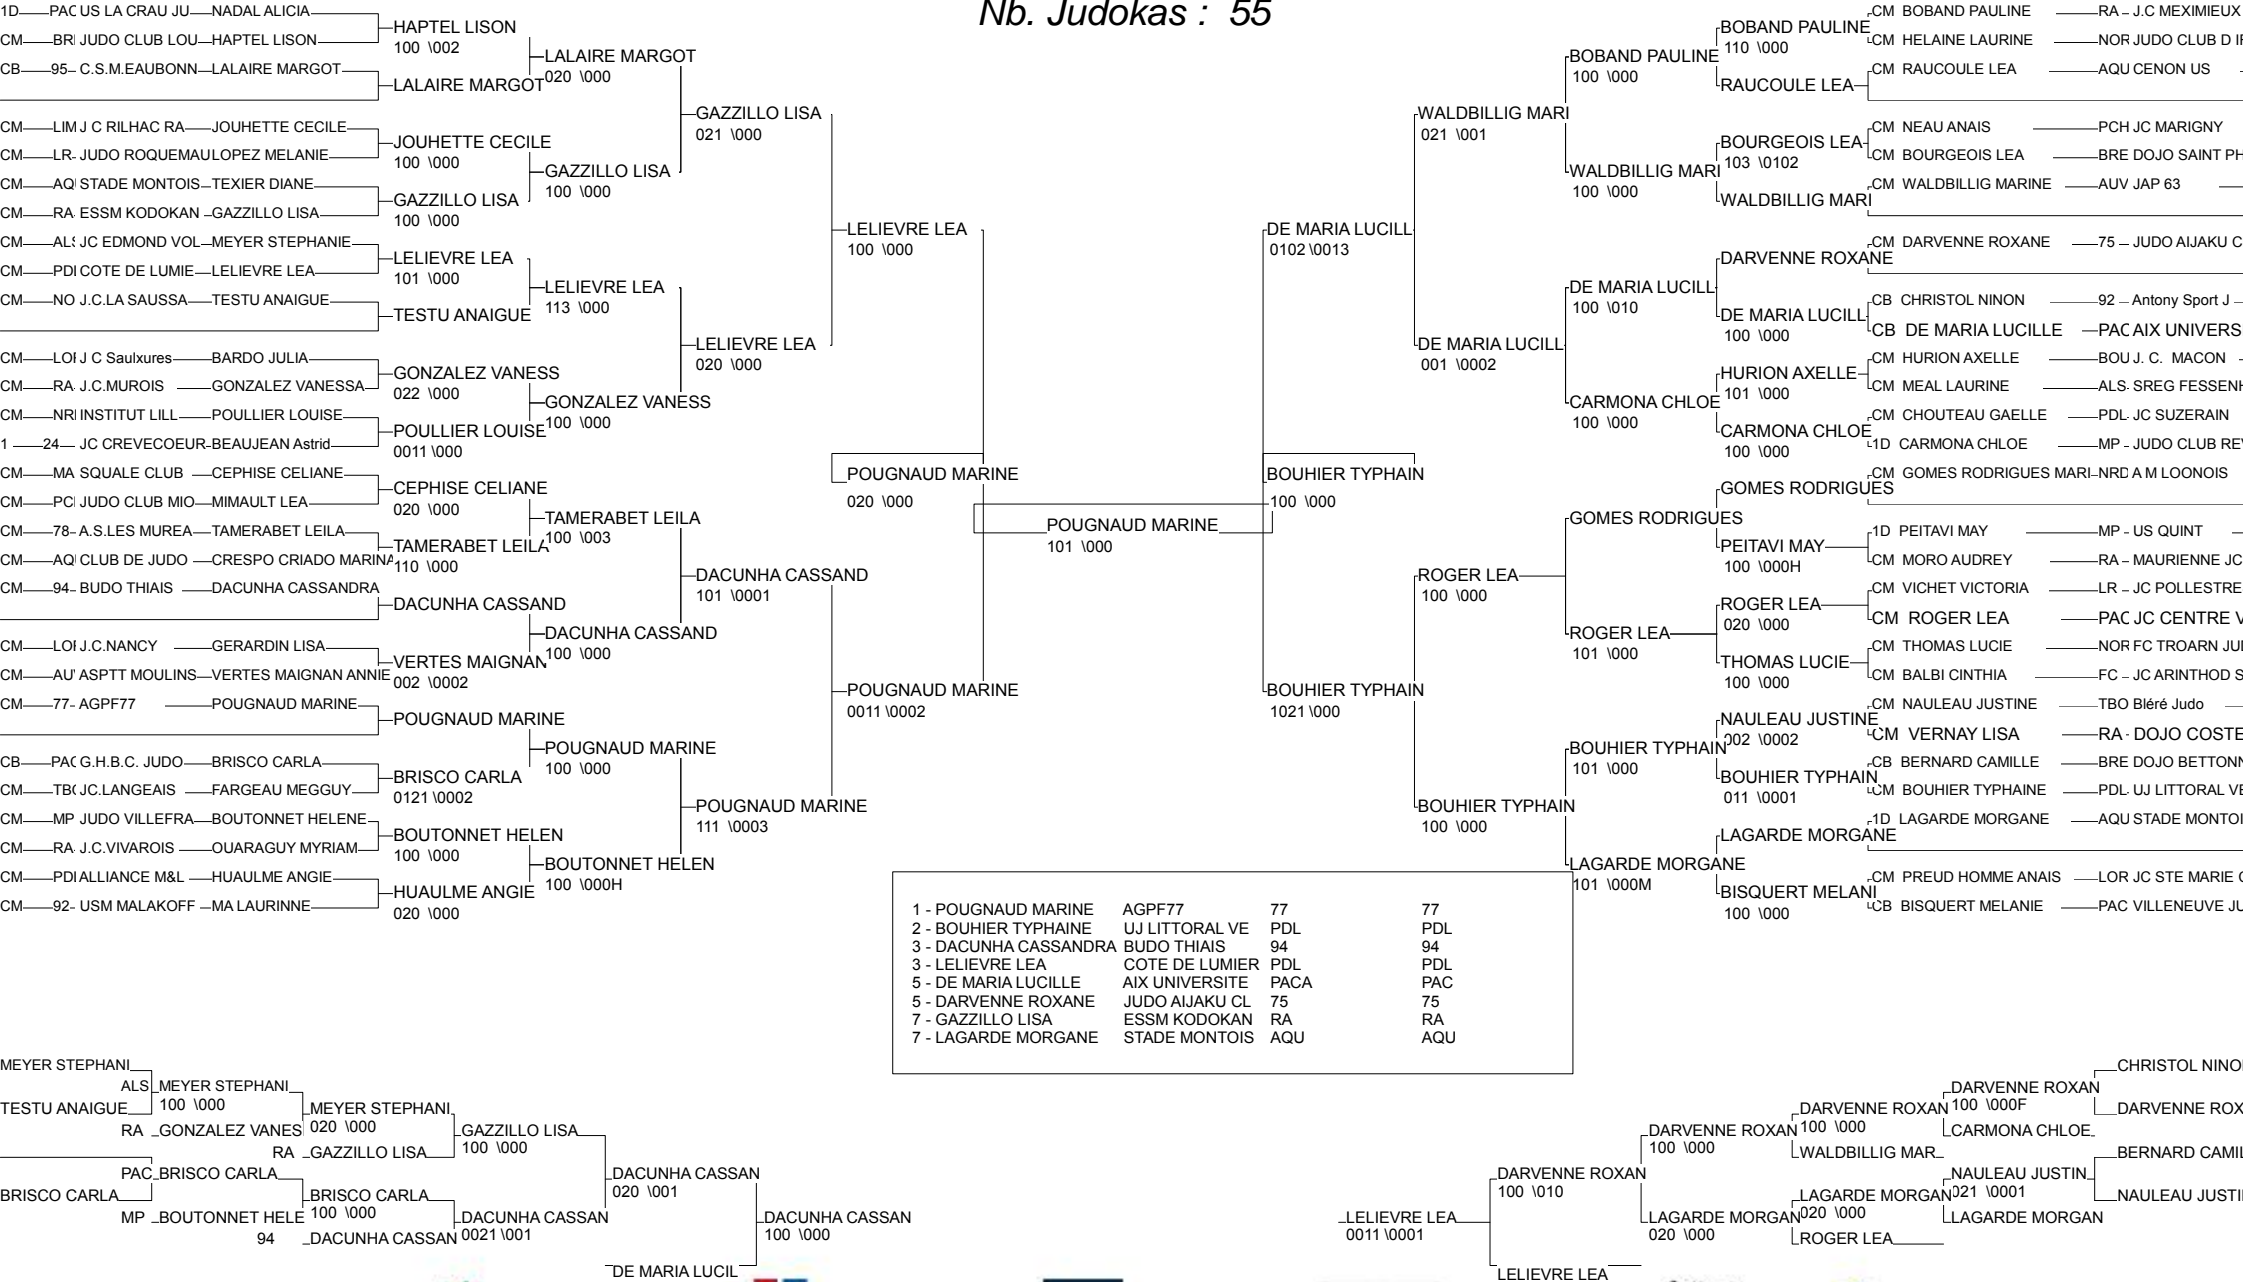 Nb. Judokas : 55
1D PAC US LA CRAU JU NADAL ALICIA
CM BRI JUDO CLUB LOU HAPTEL LISON
CB 95 C.S.M.EAUBONN LALAIRE MARGOT
CM LIM J C RILHAC RA JOUHETTE CECILE
CM LR JUDO ROQUEMAU LOPEZ MELANIE
CM AQ STADE MONTOIS TEXIER DIANE
CM RA ESSM KODOKAN GAZZILLO LISA
CM ALS JC EDMOND VOL MEYER STEPHANIE
CM PDI COTE DE LUMIE LELIEVRE LEA
CM NO J.C.LA SAUSSA TESTU ANAIGUE
CM LOI J C Saulxures BARDO JULIA
CM RA J.C.MUROIS GONZALEZ VANESSA
CM NRI INSTITUT LILL POULLIER LOUISE
1 24 JC CREVECOEUR BEAUJEAN Astrid
CM MA SQUALE CLUB CEPHISE CELIANE
CM PCI JUDO CLUB MIO MIMAULT LEA
CM 78 A.S.LES MUREA TAMERABET LEILA
CM AQ CLUB DE JUDO CRESPO CRIADO MARINA
CM 94 BUDO THIAIS DACUNHA CASSANDRA
CM LOI J.C.NANCY GERARDIN LISA
CM AU ASPTT MOULINS VERTES MAIGNAN ANNIE
CM 77 AGPF77 POUGNAUD MARINE
CB PAC G.H.B.C. JUDO BRISCO CARLA
CM TBC JC.LANGEAIS FARGEAU MEGGUY
CM MP JUDO VILLEFRA BOUTONNET HELENE
CM RA J.C.VIVAROIS OUARAGUY MYRIAM
CM PDI ALLIANCE M&L HUAULME ANGIE
CM 92 USM MALAKOFF MA LAURINNE
HAPTEL LISON
100 \002
LALAIRE MARGOT
JOUHETTE CECILE
100 \000
GAZZILLO LISA
100 \000
LELIEVRE LEA
101 \000
TESTU ANAIGUE
GONZALEZ VANESS
022 \000
POULLIER LOUISE
0011 \000
CEPHISE CELIANE
020 \000
TAMERABET LEILA
110 \000
DACUNHA CASSAND
VERTES MAIGNAN
002 \0002
POUGNAUD MARINE
BRISCO CARLA
0121 \0002
BOUTONNET HELEN
100 \000
HUAULME ANGIE
020 \000
LALAIRE MARGOT
020 \000
GAZZILLO LISA
100 \000
LELIEVRE LEA
113 \000
GONZALEZ VANESS
100 \000
TAMERABET LEILA
100 \003
DACUNHA CASSAND
100 \000
POUGNAUD MARINE
100 \000
BOUTONNET HELEN
100 \000H
GAZZILLO LISA
021 \000
LELIEVRE LEA
020 \000
DACUNHA CASSAND
101 \0001
POUGNAUD MARINE
111 \0003
LELIEVRE LEA
100 \000
POUGNAUD MARINE
0011 \0002
POUGNAUD MARINE
020 \000
POUGNAUD MARINE
101 \000
BOUHIER TYPHAIN
100 \000
DE MARIA LUCILL
0102 \0013
BOUHIER TYPHAIN
1021 \000
WALDBILLIG MARI
021 \001
DE MARIA LUCILL
001 \0002
ROGER LEA
100 \000
BOUHIER TYPHAIN
100 \000
BOBAND PAULINE
100 \000
WALDBILLIG MARI
100 \000
DE MARIA LUCILL
100 \010
CARMONA CHLOE
100 \000
GOMES RODRIGUES
ROGER LEA
101 \000
BOUHIER TYPHAIN
101 \000
LAGARDE MORGANE
101 \000M
BOBAND PAULINE
110 \000
RAUCOULE LEA
BOURGEOIS LEA
103 \0102
WALDBILLIG MARI
DARVENNE ROXANE
DE MARIA LUCILL
100 \000
HURION AXELLE
101 \000
CARMONA CHLOE
100 \000
GOMES RODRIGUES
PEITAVI MAY
100 \000H
ROGER LEA
020 \000
THOMAS LUCIE
100 \000
NAULEAU JUSTINE
002 \0002
BOUHIER TYPHAIN
011 \0001
LAGARDE MORGANE
BISQUERT MELANI
100 \000
CM BOBAND PAULINE RA J.C MEXIMIEUX
CM HELAINE LAURINE NOR JUDO CLUB D IF
CM RAUCOULE LEA AQU CENON US
CM NEAU ANAIS PCH JC MARIGNY
CM BOURGEOIS LEA BRE DOJO SAINT PH
CM WALDBILLIG MARINE AUV JAP 63
CM DARVENNE ROXANE 75 JUDO AIJAKU C
CB CHRISTOL NINON 92 Antony Sport J
CB DE MARIA LUCILLE PAC AIX UNIVERS
CM HURION AXELLE BOU J. C. MACON
CM MEAL LAURINE ALS SREG FESSENH
CM CHOUTEAU GAELLE PDL JC SUZERAIN
1D CARMONA CHLOE MP JUDO CLUB REV
CM GOMES RODRIGUES MARI NRD A M LOONOIS
1D PEITAVI MAY MP US QUINT
CM MORO AUDREY RA MAURIENNE JC
CM VICHET VICTORIA LR JC POLLESTRE
CM ROGER LEA PAC JC CENTRE V
CM THOMAS LUCIE NOR FC TROARN JU
CM BALBI CINTHIA FC JC ARINTHOD S
CM NAULEAU JUSTINE TBO Bléré Judo
CM VERNAY LISA RA DOJO COSTE
CB BERNARD CAMILLE BRE DOJO BETTONN
CM BOUHIER TYPHAINE PDL UJ LITTORAL VE
1D LAGARDE MORGANE AQU STADE MONTOI
CM PREUD HOMME ANAIS LOR JC STE MARIE
CB BISQUERT MELANIE PAC VILLENEUVE JU
1 - POUGNAUD MARINE AGPF77 77 77
2 - BOUHIER TYPHAINE UJ LITTORAL VE PDL PDL
3 - DACUNHA CASSANDRA BUDO THIAIS 94 94
3 - LELIEVRE LEA COTE DE LUMIER PDL PDL
5 - DE MARIA LUCILLE AIX UNIVERSITE PACA PAC
5 - DARVENNE ROXANE JUDO AIJAKU CL 75 75
7 - GAZZILLO LISA ESSM KODOKAN RA RA
7 - LAGARDE MORGANE STADE MONTOIS AQU AQU
MEYER STEPHANI
TESTU ANAIGUE
BRISCO CARLA
ALS MEYER STEPHANI
100 \000
RA GONZALEZ VANES
PAC BRISCO CARLA
MP BOUTONNET HELE
MEYER STEPHANI
020 \000
RA GAZZILLO LISA
BRISCO CARLA
100 \000
94 DACUNHA CASSAN
GAZZILLO LISA
100 \000
DACUNHA CASSAN
0021 \001
DACUNHA CASSAN
020 \001
DE MARIA LUCIL
DACUNHA CASSAN
100 \000
LELIEVRE LEA
0011 \0001
DARVENNE ROXAN
100 \010
LELIEVRE LEA
DARVENNE ROXAN
100 \000
LAGARDE MORGAN
020 \000
DARVENNE ROXAN
100 \000
WALDBILLIG MAR
LAGARDE MORGAN
020 \000
ROGER LEA
DARVENNE ROXAN
100 \000F
CARMONA CHLOE
NAULEAU JUSTIN
021 \0001
LAGARDE MORGAN
CHRISTOL NINO
DARVENNE ROX
BERNARD CAMIL
NAULEAU JUSTI